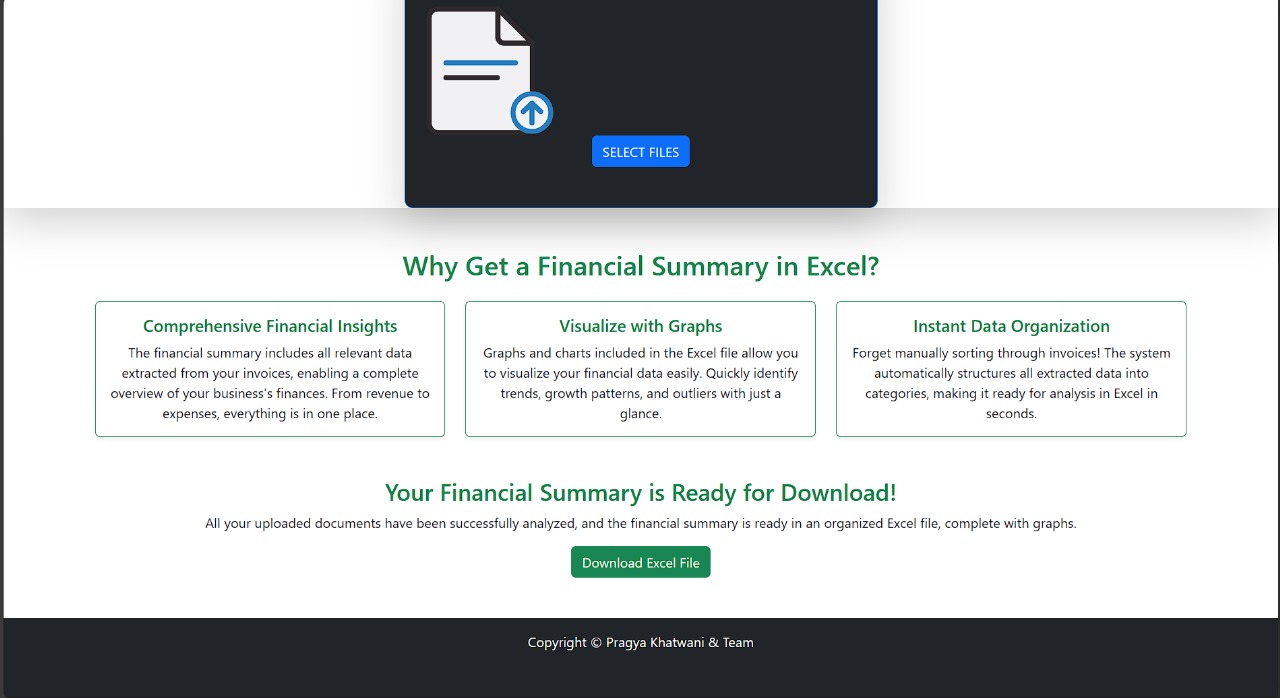 SELECT FILES
Why Get a Financial Summary in Excel?
Comprehensive Financial Insights
The financial summary includes all relevant data
extracted from your invoices, enabling a complete
overview of your business's finances. From revenue to
expenses, everything is in one place.
Visualize with Graphs
Graphs and charts included in the Excel file allow you
to visualize your financial data easily. Quickly identify
trends, growth patterns, and outliers with just a
glance.
Instant Data Organization
Forget manually sorting through invoices! The system
automatically structures all extracted data into
categories, making it ready for analysis in Excel in
seconds.
Your Financial Summary is Ready for Download!
All your uploaded documents have been successfully analyzed, and the financial summary is ready in an organized Excel file, complete with graphs.
Download Excel File
Copyright © Pragya Khatwani & Team